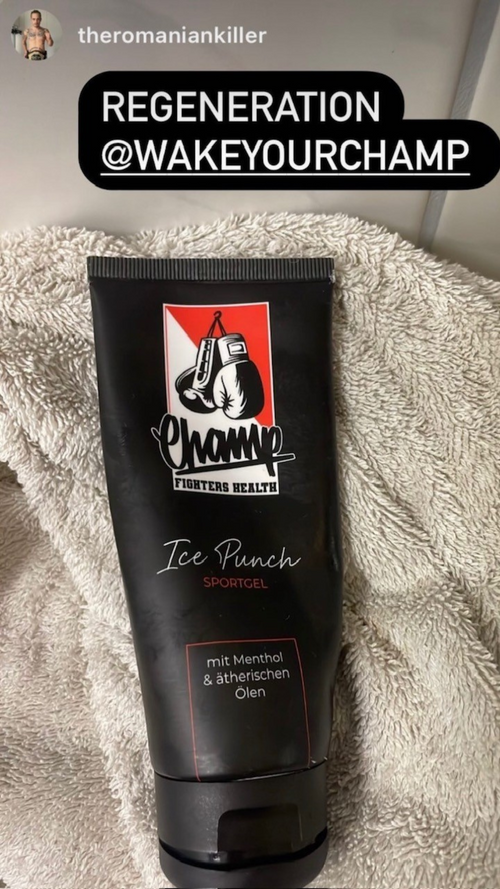 theromaniankiller
REGENERATION
@WAKEYOURCHAMP
Champ
FIGHTERS HEALTH
Ice Punch
SPORTGEL
mit Menthol
& ätherischen
Ölen